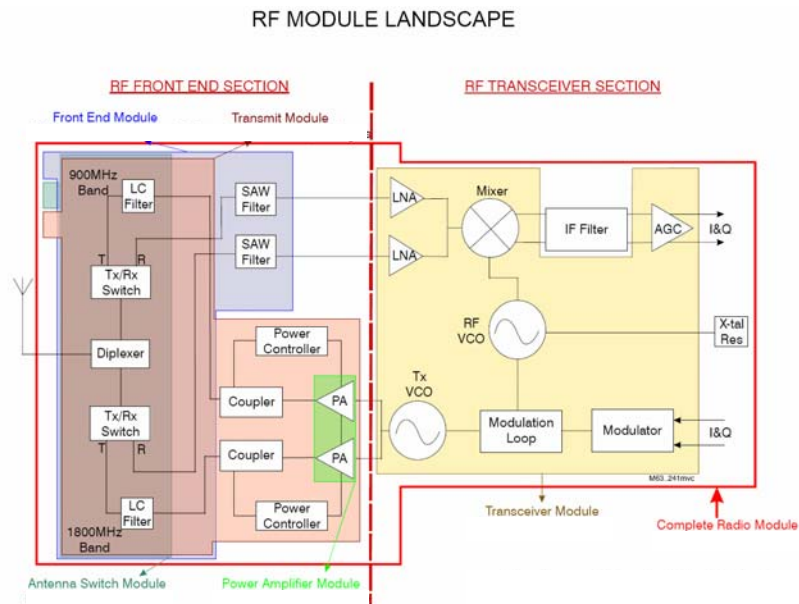 RF MODULE LANDSCAPE
RF FRONT END SECTION
RF TRANSCEIVER SECTION
Front End Module
Transmit Module
900MHz
Band
LC
Filter
SAW
Filter
SAW
Filter
T
R
Tx/Rx
Switch
Diplexer
Tx/Rx
Switch
T
R
LC
Filter
1800MHz
Band
Power
Controller
Coupler
PA
Coupler
PA
Power
Controller
LNA
LNA
Mixer
IF Filter
AGC
I&Q
RF
VCO
X-tal
Res
Tx
VCO
Modulation
Loop
Modulator
I&Q
M63_241mvc
Transceiver Module
Complete Radio Module
Antenna Switch Module
Power Amplifier Module